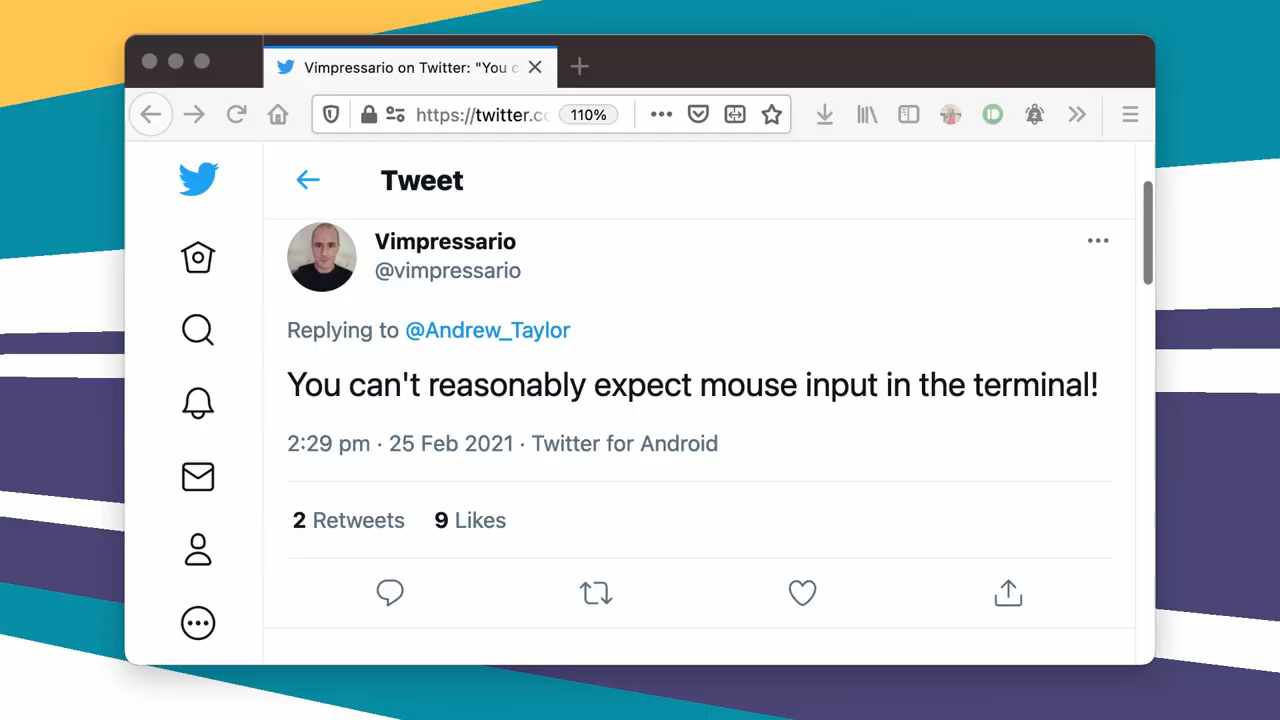 Vimpressario on Twitter: "You c
https://twitter.cc 110%
Tweet
Vimpressario
@vimpressario
Replying to @Andrew_Taylor
You can't reasonably expect mouse input in the terminal!
2:29 pm · 25 Feb 2021 · Twitter for Android
2 Retweets 9 Likes